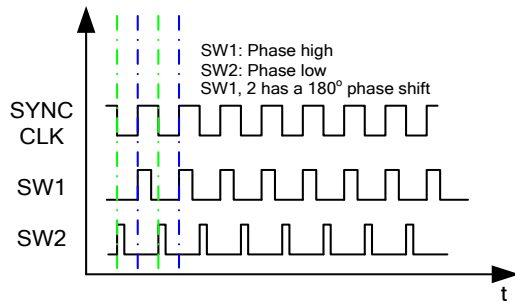 SW1: Phase high
SW2: Phase low
SW1, 2 has a 180° phase shift
SYNC
CLK
SW1
SW2
t